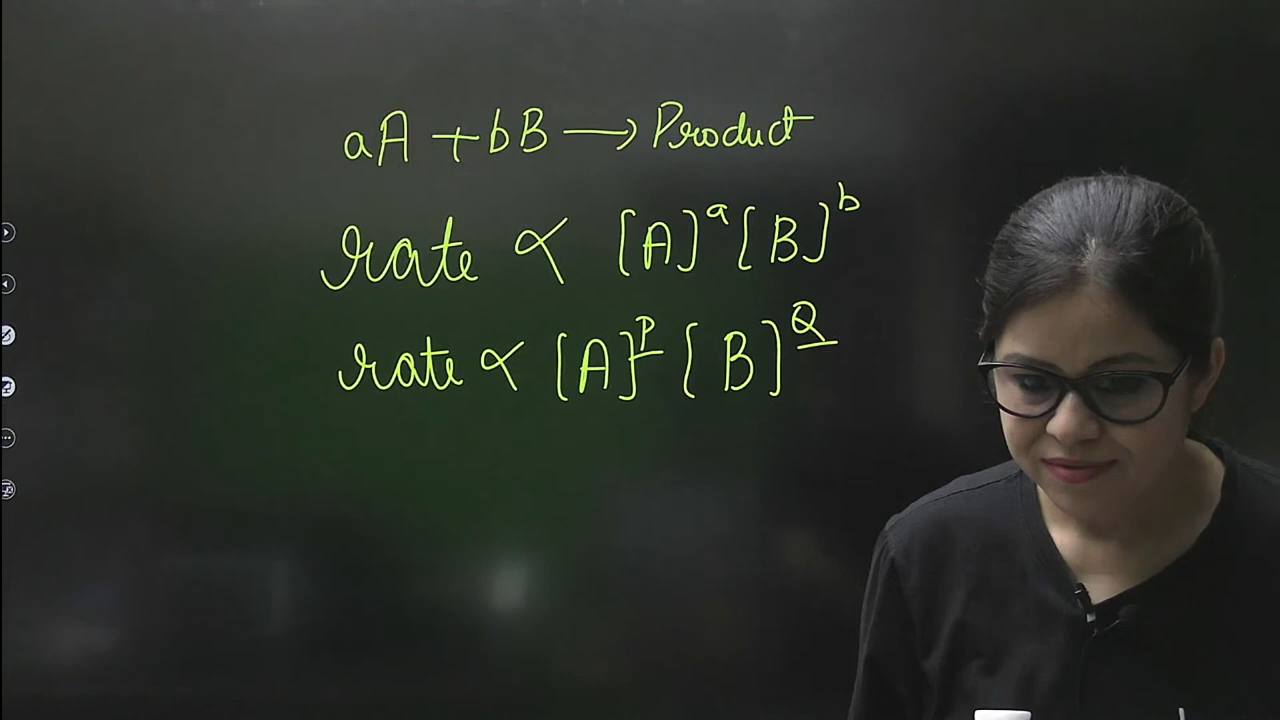 aA + bB → Product
rate ∝ [A]^a [B]^b
rate ∝ [A]^P [B]^Q